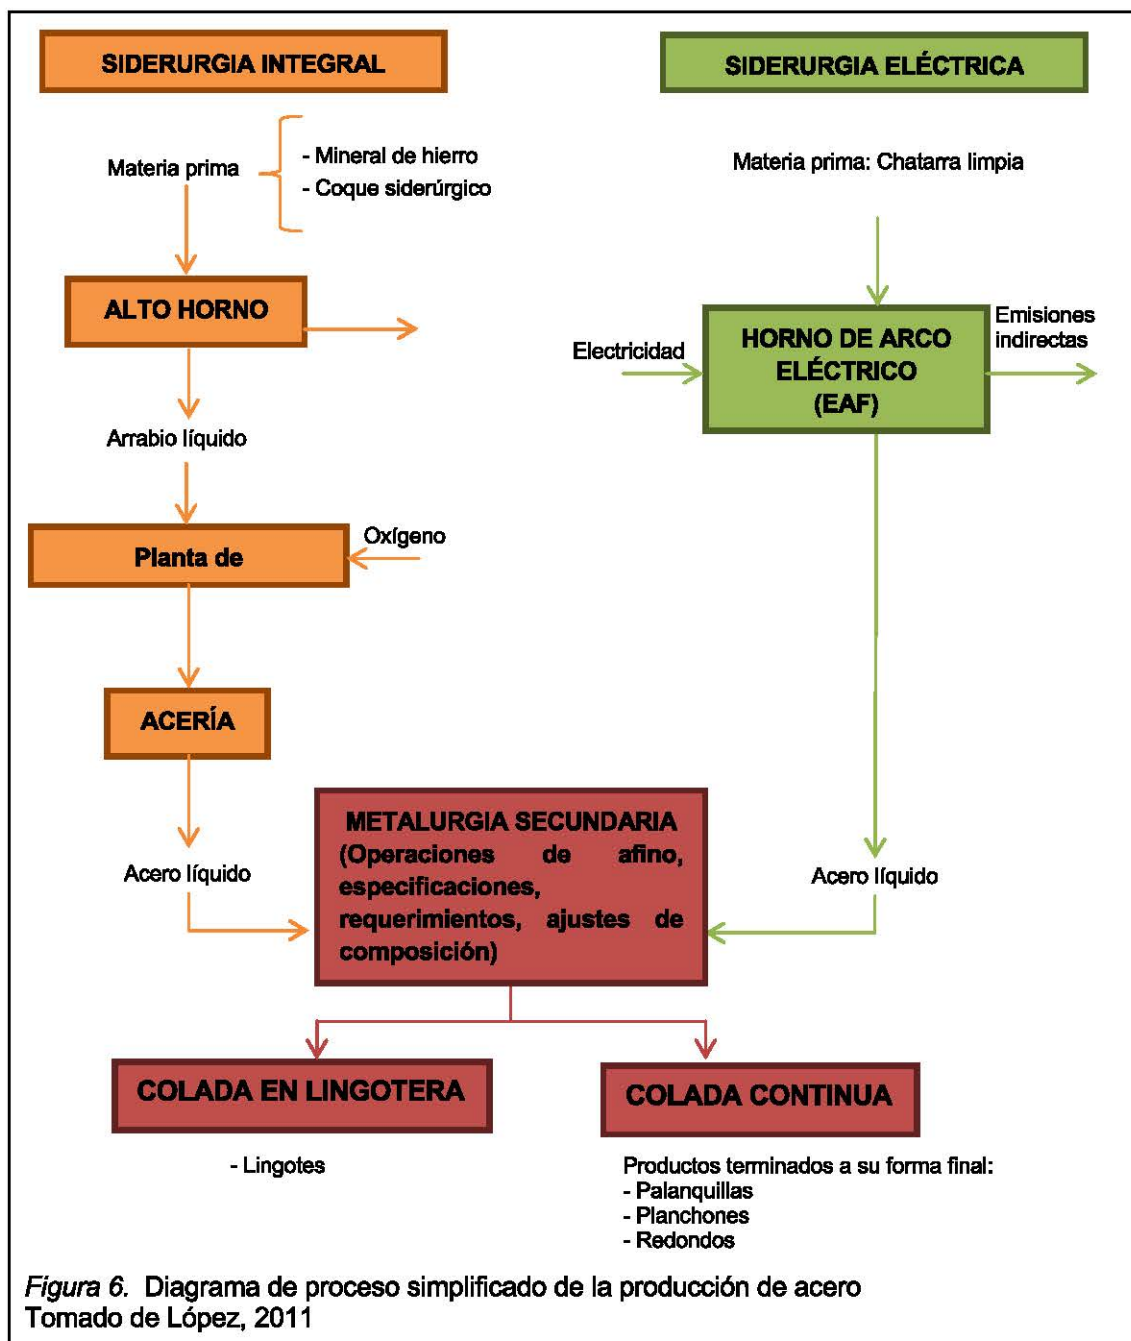 SIDERURGIA INTEGRAL
Materia prima
- Mineral de hierro
- Coque siderúrgico
ALTO HORNO
Arrabio líquido
Planta de
Oxígeno
ACERÍA
Acero líquido
SIDERURGIA ELÉCTRICA
Materia prima: Chatarra limpia
Electricidad
HORNO DE ARCO
ELÉCTRICO
(EAF)
Emisiones
indirectas
Acero líquido
METALURGIA SECUNDARIA
(Operaciones de afino,
especificaciones,
requerimientos, ajustes de
composición)
COLADA EN LINGOTERA
- Lingotes
COLADA CONTINUA
Productos terminados a su forma final:
- Palanquillas
- Planchones
- Redondos
Figura 6. Diagrama de proceso simplificado de la producción de acero
Tomado de López, 2011